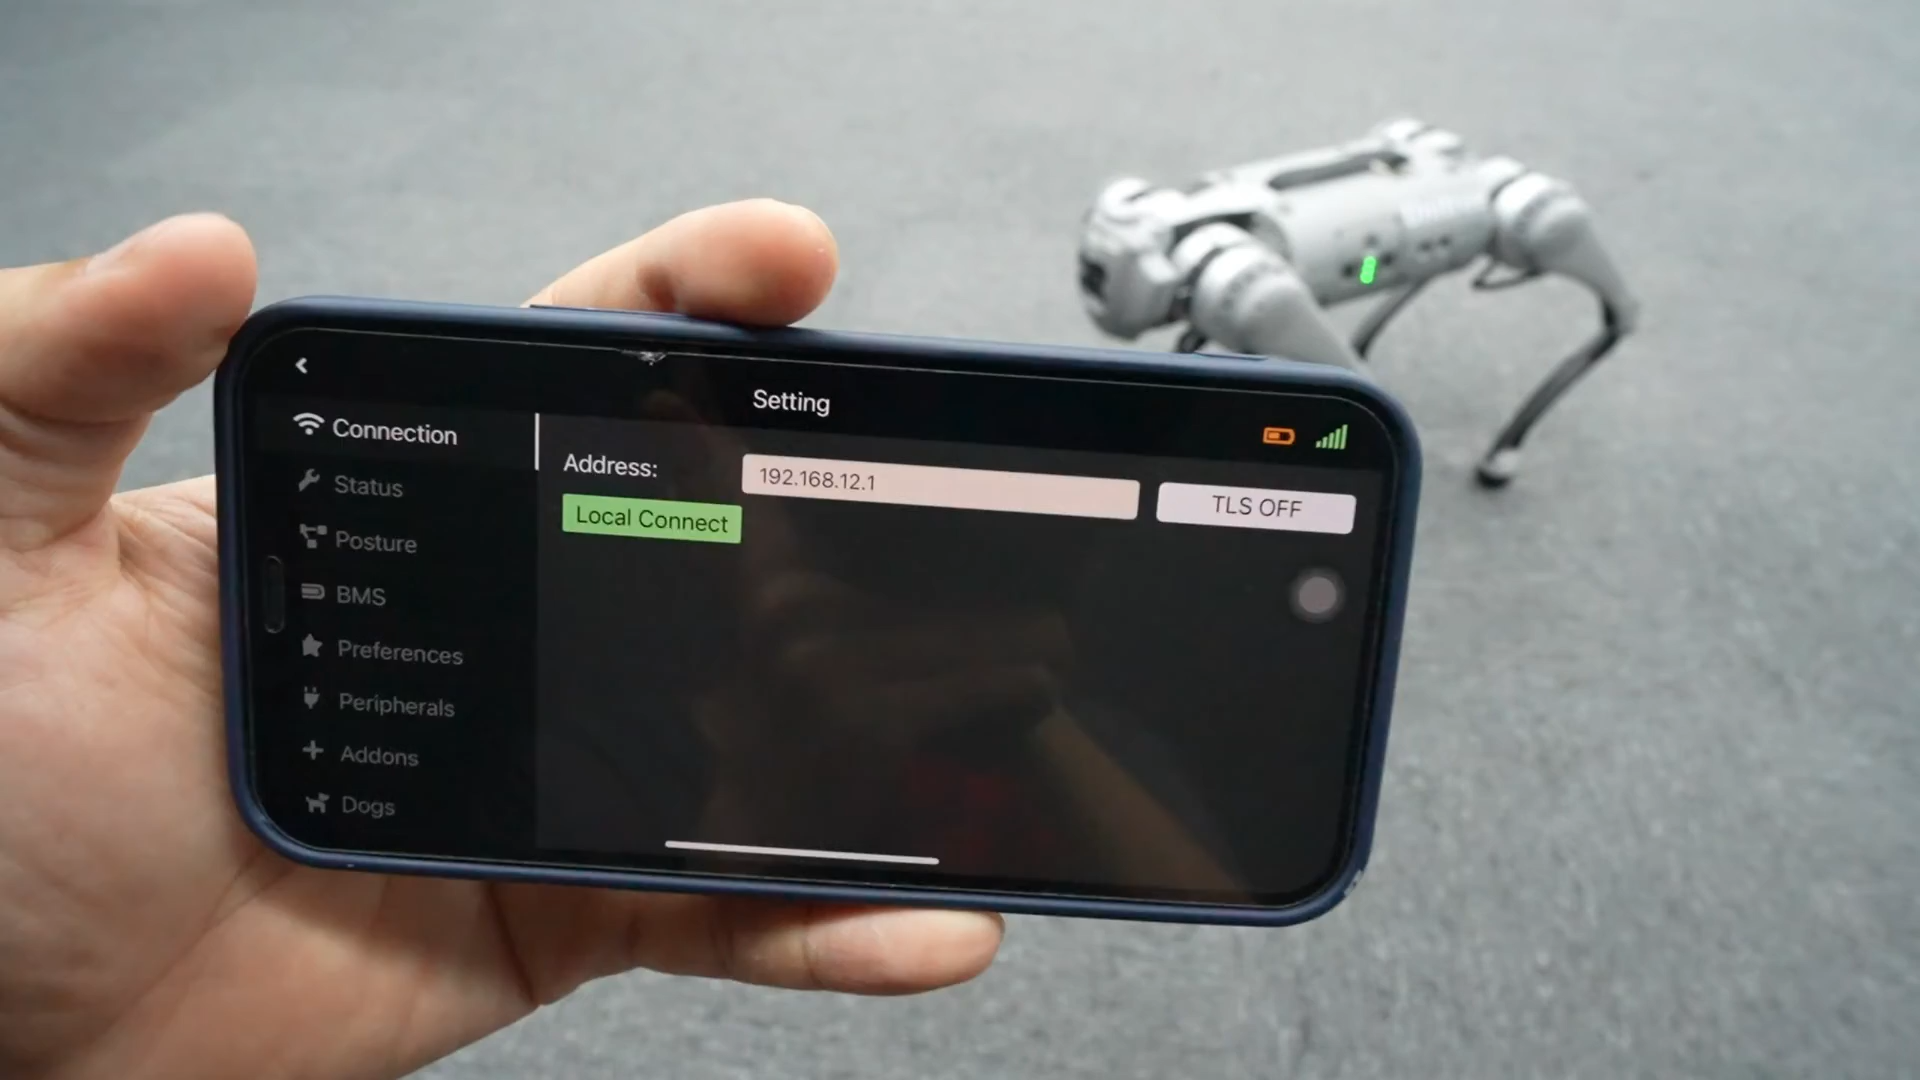 Setting
Connection
Status
Posture
BMS
Preferences
Peripherals
Addons
Dogs
Address:
192.168.12.1
TLS OFF
Local Connect